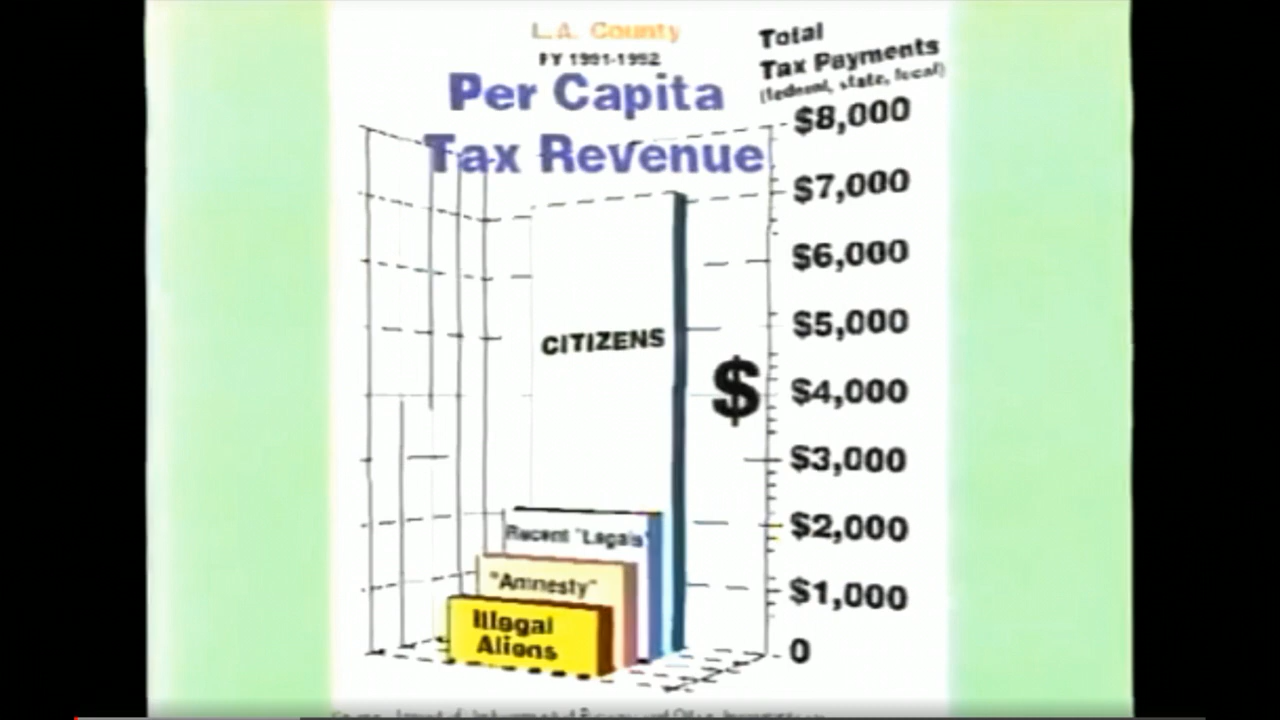 L.A. County
FY 1991-1992
Per Capita
Tax Revenue
Total
Tax Payments
(federal, state, local)
$8,000
$7,000
$6,000
$5,000
$4,000
$3,000
$2,000
$1,000
0
CITIZENS
$
Recent "Legals"
"Amnesty"
Illegal
Aliens